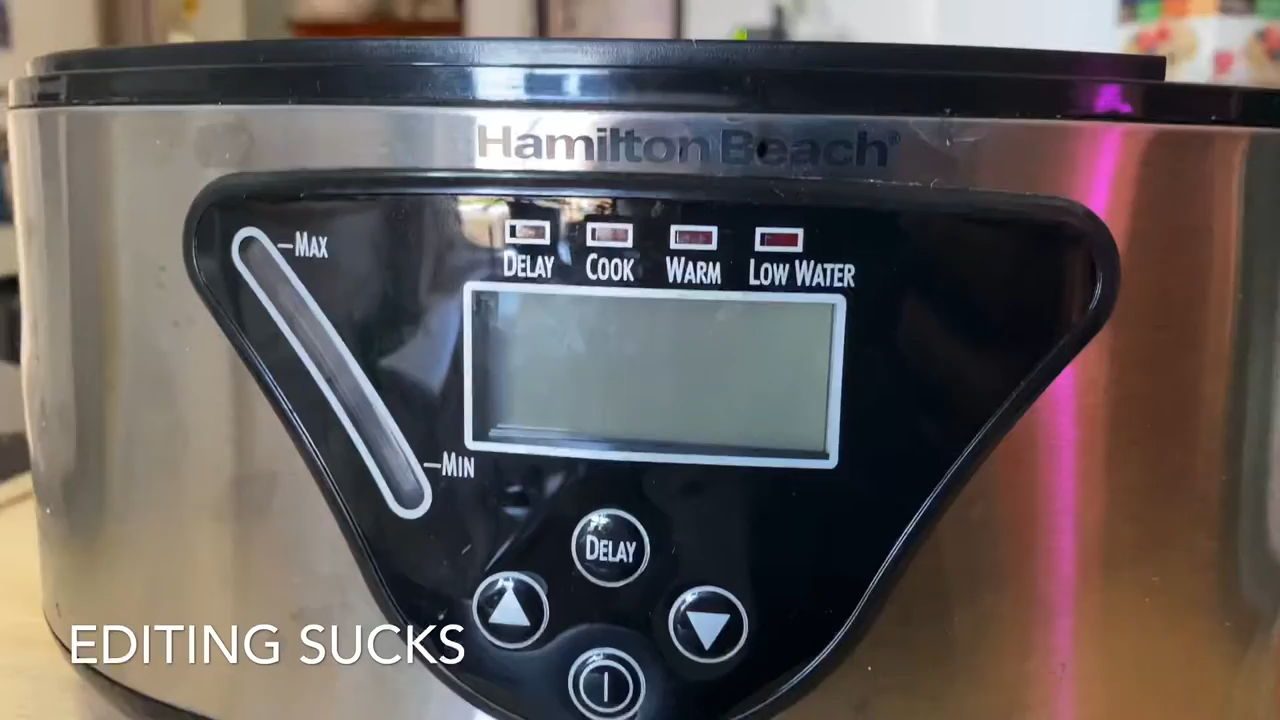 Hamilton Beach®
MAX
DELAY
COOK
WARM
LOW WATER
MIN
DELAY
EDITING SUCKS